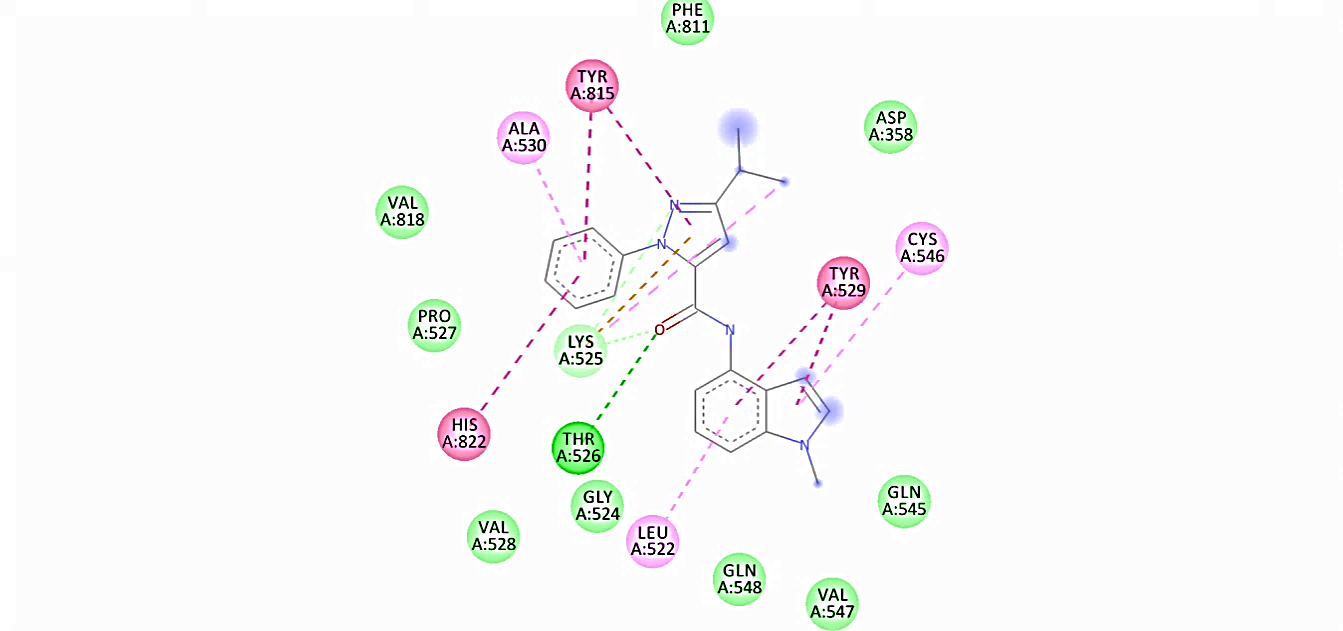 PHE
A:811
TYR
A:815
ALA
A:530
ASP
A:358
VAL
A:818
N
N
CYS
A:546
TYR
A:529
PRO
A:527
LYS
A:525
O
N
HIS
A:822
THR
A:526
N
GLY
A:524
GLN
A:545
VAL
A:528
LEU
A:522
GLN
A:548
VAL
A:547